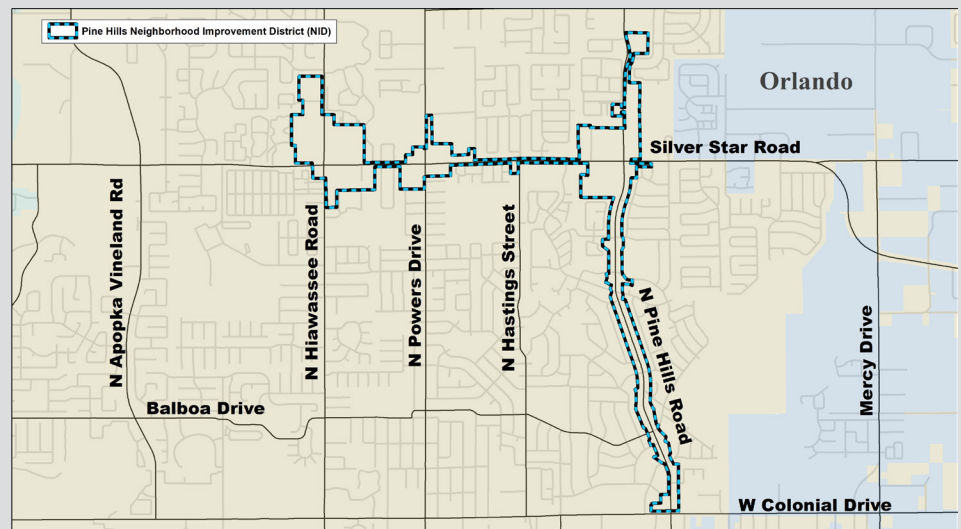 Pine Hills Neighborhood Improvement District (NID)
Orlando
Silver Star Road
N Apopka Vineland Rd
N Hiawassee Road
N Powers Drive
N Hastings Street
N Pine Hills Road
Mercy Drive
Balboa Drive
W Colonial Drive